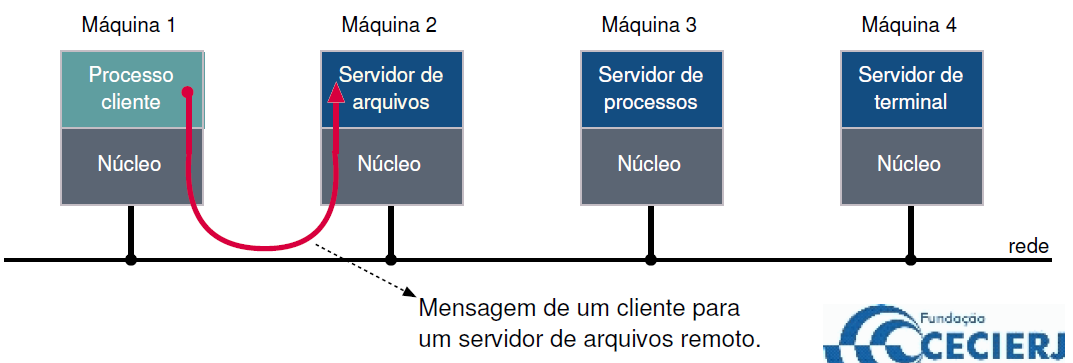 Máquina 1
Máquina 2
Máquina 3
Máquina 4
Processo
cliente
Servidor de
arquivos
Servidor de
processos
Servidor de
terminal
Núcleo
Núcleo
Núcleo
Núcleo
rede
Mensagem de um cliente para
um servidor de arquivos remoto.
Fundação
CECIERJ